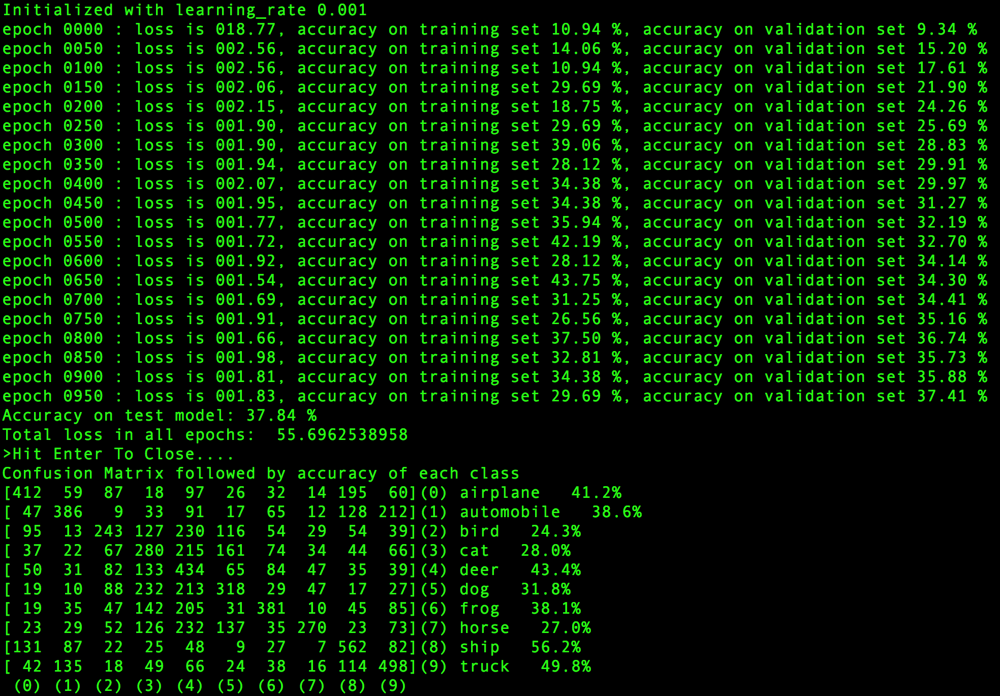 Initialized with learning_rate 0.001
epoch 0000 : loss is 018.77, accuracy on training set 10.94 %, accuracy on validation set 9.34 %
epoch 0050 : loss is 002.56, accuracy on training set 14.06 %, accuracy on validation set 15.20 %
epoch 0100 : loss is 002.56, accuracy on training set 10.94 %, accuracy on validation set 17.61 %
epoch 0150 : loss is 002.06, accuracy on training set 29.69 %, accuracy on validation set 21.90 %
epoch 0200 : loss is 002.15, accuracy on training set 18.75 %, accuracy on validation set 24.26 %
epoch 0250 : loss is 001.90, accuracy on training set 29.69 %, accuracy on validation set 25.69 %
epoch 0300 : loss is 001.90, accuracy on training set 39.06 %, accuracy on validation set 28.83 %
epoch 0350 : loss is 001.94, accuracy on training set 28.12 %, accuracy on validation set 29.91 %
epoch 0400 : loss is 002.07, accuracy on training set 34.38 %, accuracy on validation set 29.97 %
epoch 0450 : loss is 001.95, accuracy on training set 34.38 %, accuracy on validation set 31.27 %
epoch 0500 : loss is 001.77, accuracy on training set 35.94 %, accuracy on validation set 32.19 %
epoch 0550 : loss is 001.72, accuracy on training set 42.19 %, accuracy on validation set 32.70 %
epoch 0600 : loss is 001.92, accuracy on training set 28.12 %, accuracy on validation set 34.14 %
epoch 0650 : loss is 001.54, accuracy on training set 43.75 %, accuracy on validation set 34.30 %
epoch 0700 : loss is 001.69, accuracy on training set 31.25 %, accuracy on validation set 34.41 %
epoch 0750 : loss is 001.91, accuracy on training set 26.56 %, accuracy on validation set 35.16 %
epoch 0800 : loss is 001.66, accuracy on training set 37.50 %, accuracy on validation set 36.74 %
epoch 0850 : loss is 001.98, accuracy on training set 32.81 %, accuracy on validation set 35.73 %
epoch 0900 : loss is 001.81, accuracy on training set 34.38 %, accuracy on validation set 35.88 %
epoch 0950 : loss is 001.83, accuracy on training set 29.69 %, accuracy on validation set 37.41 %
Accuracy on test model: 37.84 %
Total loss in all epochs:  55.6962538958
>Hit Enter To Close....
Confusion Matrix followed by accuracy of each class
[412  59  87  18  97  26  32  14 195  60](0) airplane   41.2%
[ 47 386   9  33  91  17  65  12 128 212](1) automobile   38.6%
[ 95  13 243 127 230 116  54  29  54  39](2) bird   24.3%
[ 37  22  67 280 215 161  74  34  44  66](3) cat   28.0%
[ 50  31  82 133 434  65  84  47  35  39](4) deer   43.4%
[ 19  10  88 232 213 318  29  47  17  27](5) dog   31.8%
[ 19  35  47 142 205  31 381  10  45  85](6) frog   38.1%
[ 23  29  52 126 232 137  35 270  23  73](7) horse   27.0%
[131  87  22  25  48   9  27   7 562  82](8) ship   56.2%
[ 42 135  18  49  66  24  38  16 114 498](9) truck   49.8%
 (0) (1) (2) (3) (4) (5) (6) (7) (8) (9)